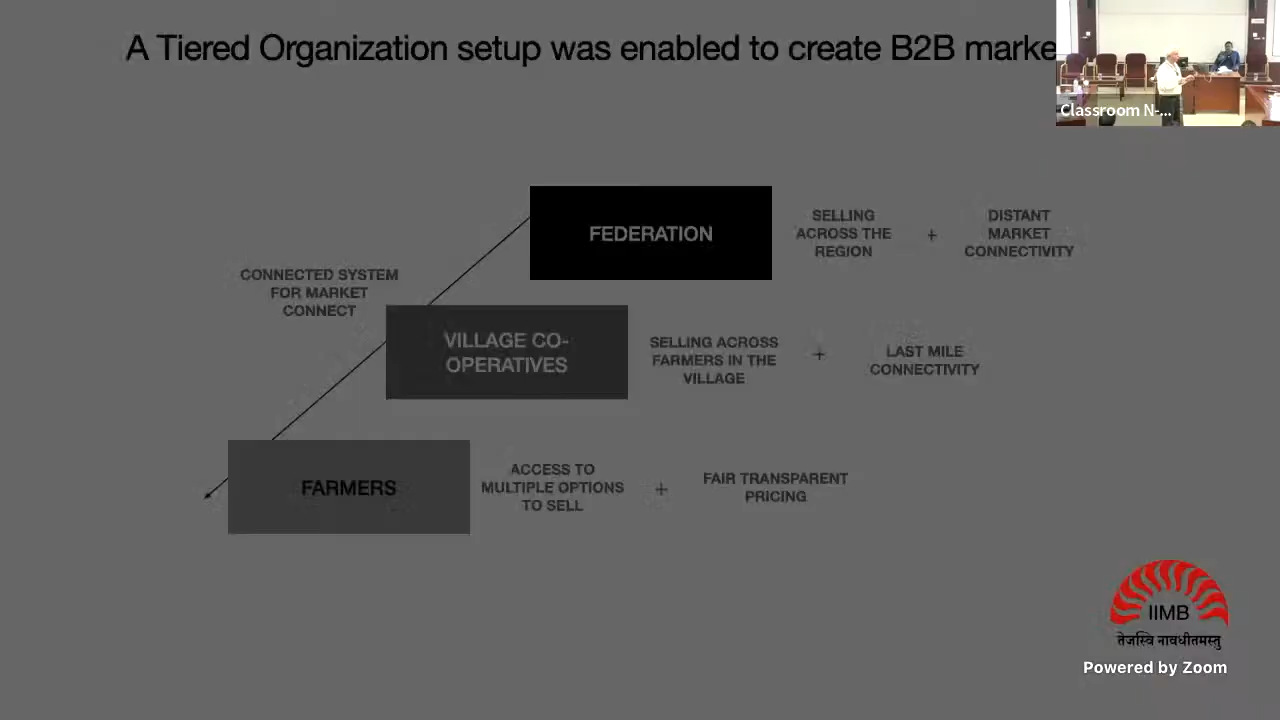 A Tiered Organization setup was enabled to create B2B marke
Classroom N-...
FEDERATION
SELLING
ACROSS THE
REGION
+
DISTANT
MARKET
CONNECTIVITY
CONNECTED SYSTEM
FOR MARKET
CONNECT
VILLAGE CO-
OPERATIVES
SELLING ACROSS
FARMERS IN THE
VILLAGE
+
LAST MILE
CONNECTIVITY
FARMERS
ACCESS TO
MULTIPLE OPTIONS
TO SELL
+
FAIR TRANSPARENT
PRICING
IIMB
तेजस्वि नावधीतमस्तु
Powered by Zoom